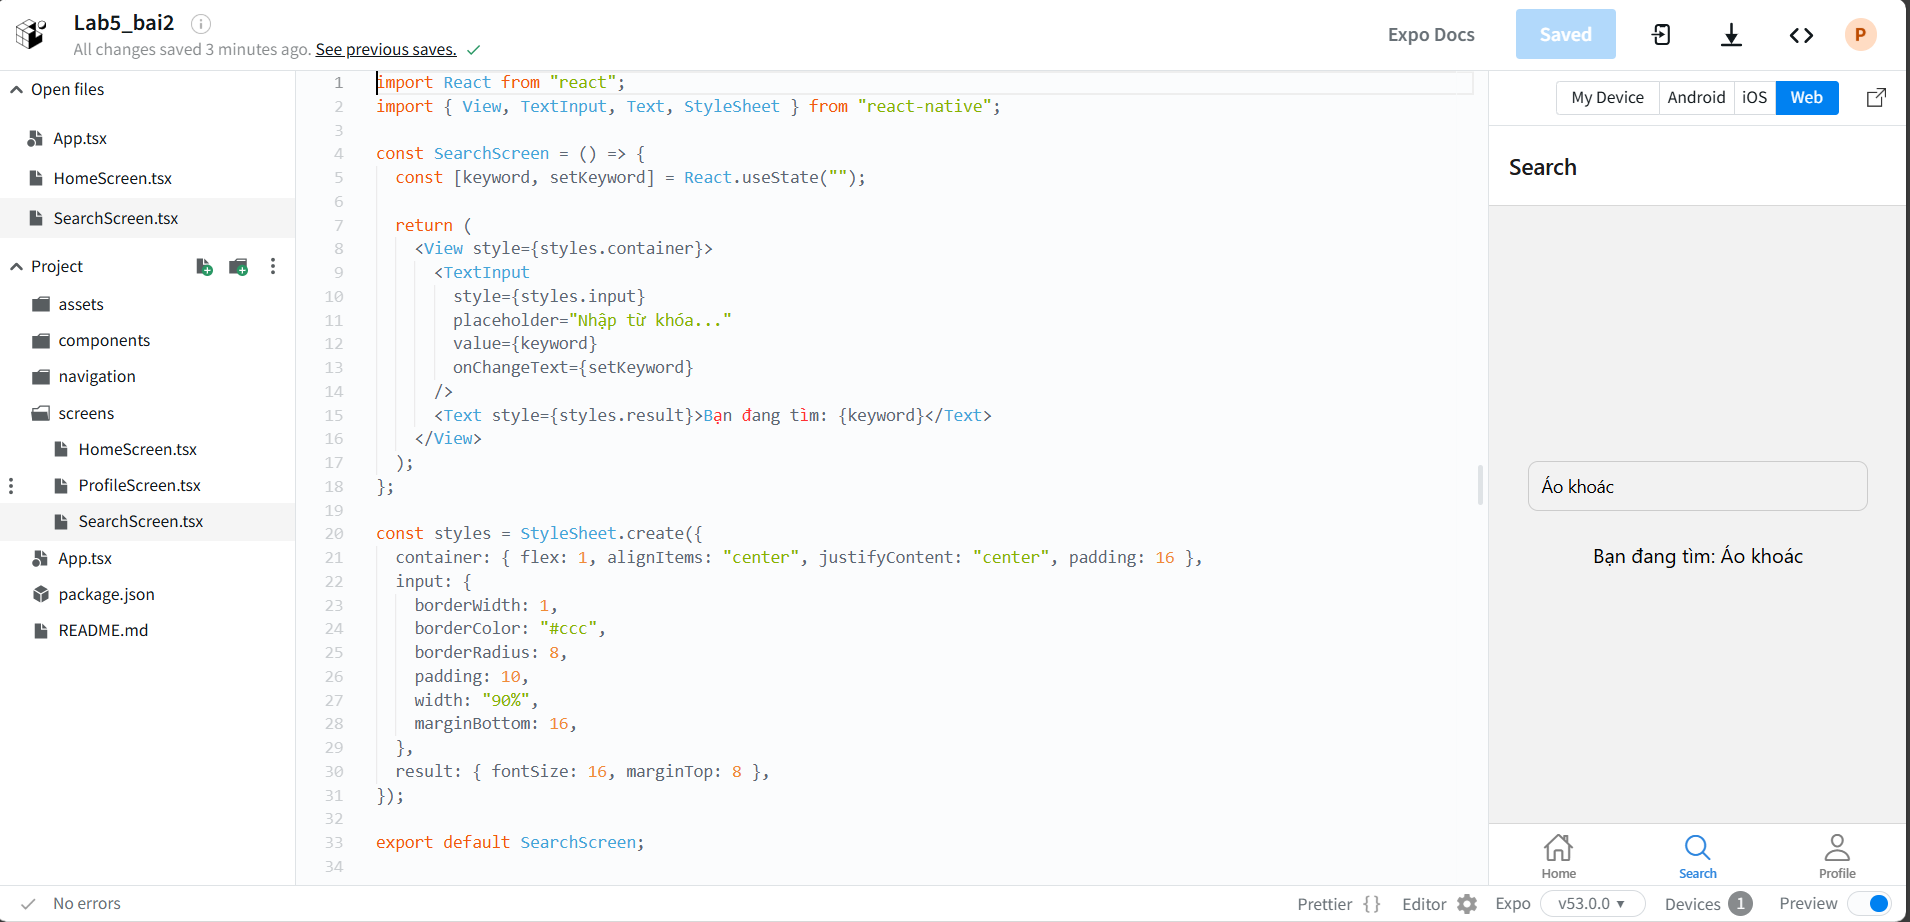 Lab5_bai2
All changes saved 3 minutes ago. See previous saves.
Expo Docs
Saved
P
Open files
App.tsx
HomeScreen.tsx
SearchScreen.tsx
Project
assets
components
navigation
screens
HomeScreen.tsx
ProfileScreen.tsx
SearchScreen.tsx
App.tsx
package.json
README.md
1 import React from "react";
2 import { View, TextInput, Text, StyleSheet } from "react-native";
3
4 const SearchScreen = () => {
5   const [keyword, setKeyword] = React.useState("");
6
7   return (
8     <View style={styles.container}>
9       <TextInput
10         style={styles.input}
11         placeholder="Nhập từ khóa..."
12         value={keyword}
13         onChangeText={setKeyword}
14       />
15       <Text style={styles.result}>Bạn đang tìm: {keyword}</Text>
16     </View>
17   );
18 };
19
20 const styles = StyleSheet.create({
21   container: { flex: 1, alignItems: "center", justifyContent: "center", padding: 16 },
22   input: {
23     borderWidth: 1,
24     borderColor: "#ccc",
25     borderRadius: 8,
26     padding: 10,
27     width: "90%",
28     marginBottom: 16,
29   },
30   result: { fontSize: 16, marginTop: 8 },
31 });
32
33 export default SearchScreen;
34
My Device Android iOS Web
Search
Áo khoác
Bạn đang tìm: Áo khoác
Home Search Profile
No errors
Prettier {} Editor Expo v53.0.0 Devices 1 Preview